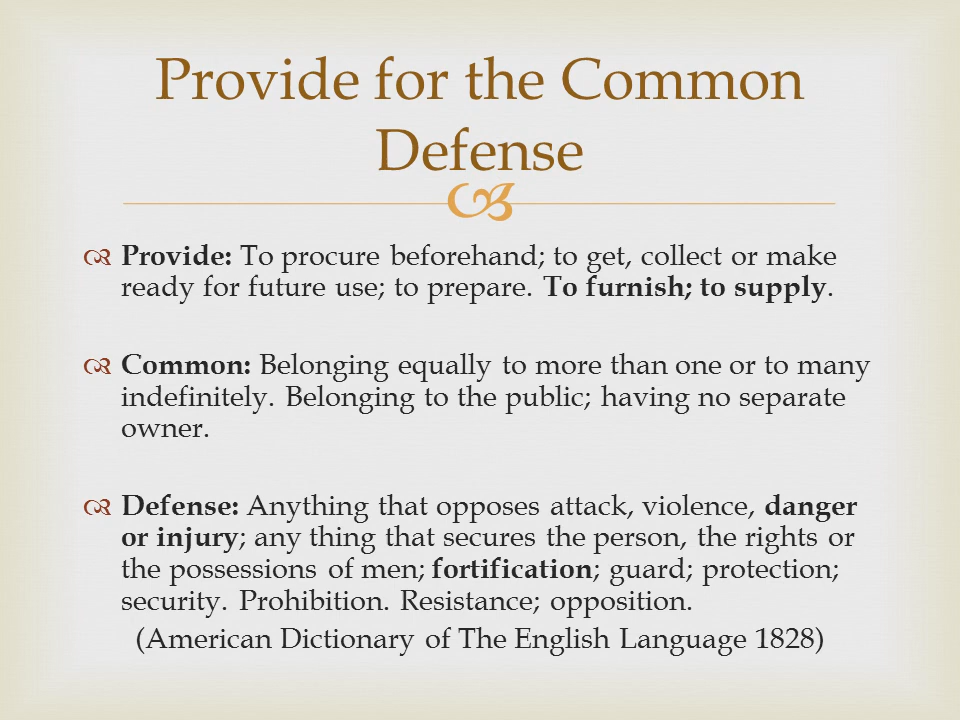 Provide for the Common
Defense
Provide: To procure beforehand; to get, collect or make
ready for future use; to prepare. To furnish; to supply.
Common: Belonging equally to more than one or to many
indefinitely. Belonging to the public; having no separate
owner.
Defense: Anything that opposes attack, violence, danger
or injury; any thing that secures the person, the rights or
the possessions of men; fortification; guard; protection;
security. Prohibition. Resistance; opposition.
(American Dictionary of The English Language 1828)